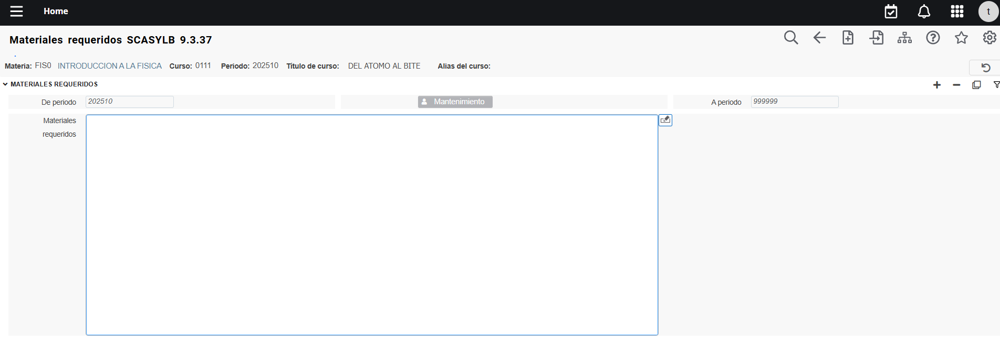 Home
t
Materiales requeridos SCASYLB 9.3.37
Materia: FIS0 INTRODUCCION A LA FISICA Curso: 0111 Periodo: 202510 Título de curso: DEL ATOMO AL BITE Alias del curso:
MATERIALES REQUERIDOS
De periodo 202510 Mantenimiento A periodo 999999
Materiales
requeridos